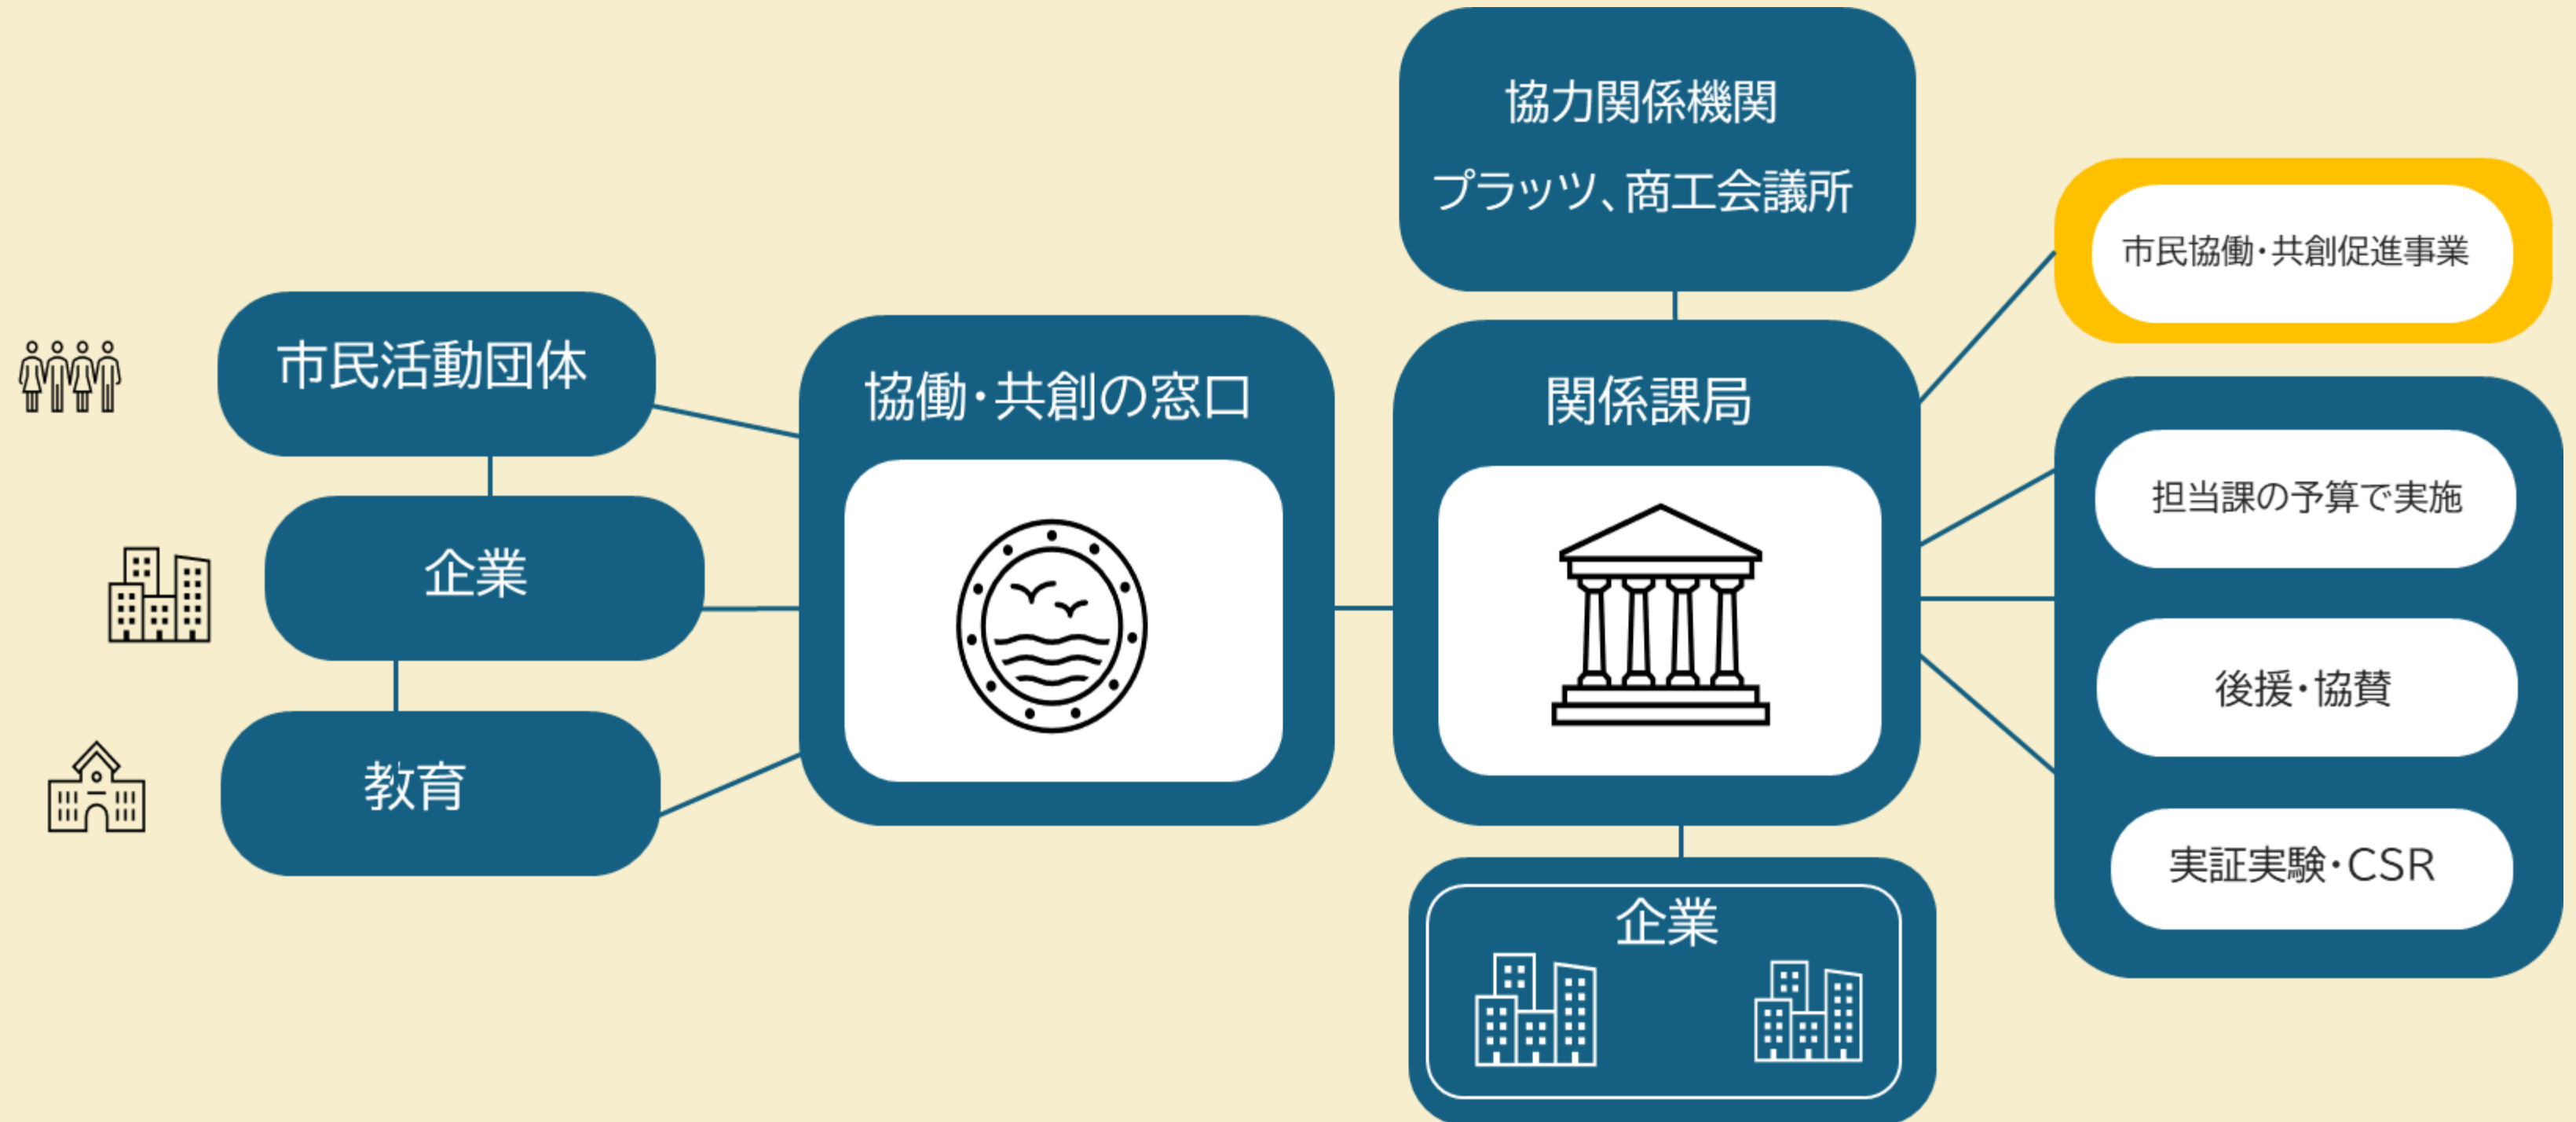 協力関係機関
プラッツ、商工会議所
市民協働・共創促進事業
市民活動団体
協働・共創の窓口
関係課局
担当課の予算で実施
企業
後援・協賛
教育
実証実験・CSR
企業